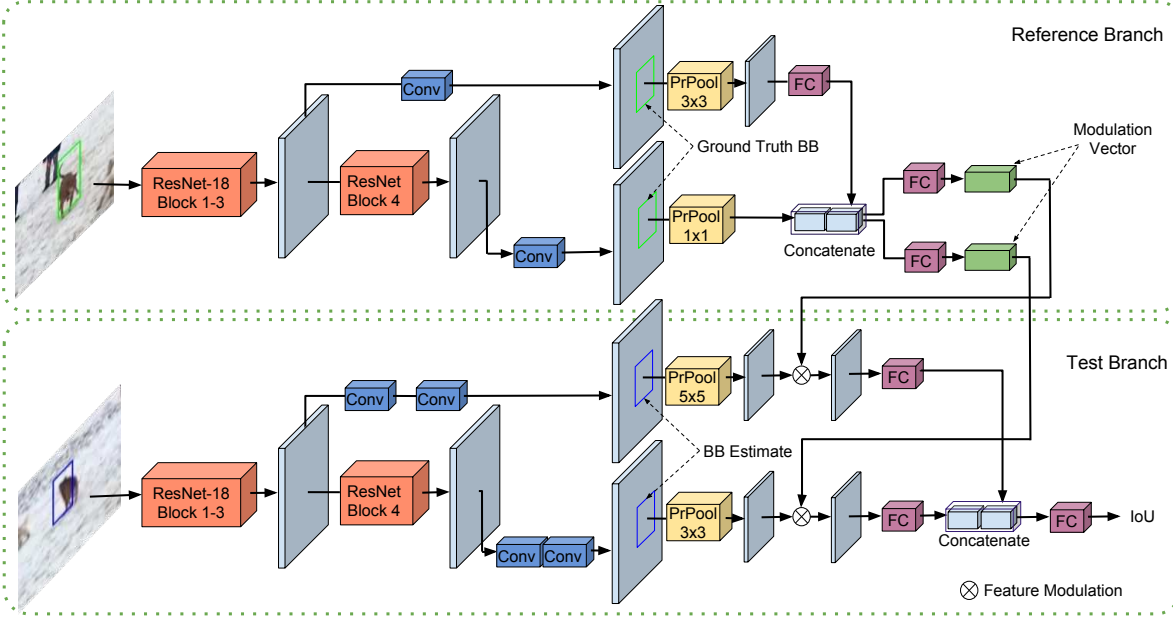 Reference Branch
Conv
PrPool
3x3
FC
Ground Truth BB
Modulation
Vector
ResNet-18
Block 1-3
ResNet
Block 4
Conv
PrPool
1x1
Concatenate
FC
FC
Test Branch
Conv
Conv
PrPool
5x5
FC
BB Estimate
ResNet-18
Block 1-3
ResNet
Block 4
Conv
Conv
PrPool
3x3
FC
Concatenate
FC
IoU
Feature Modulation